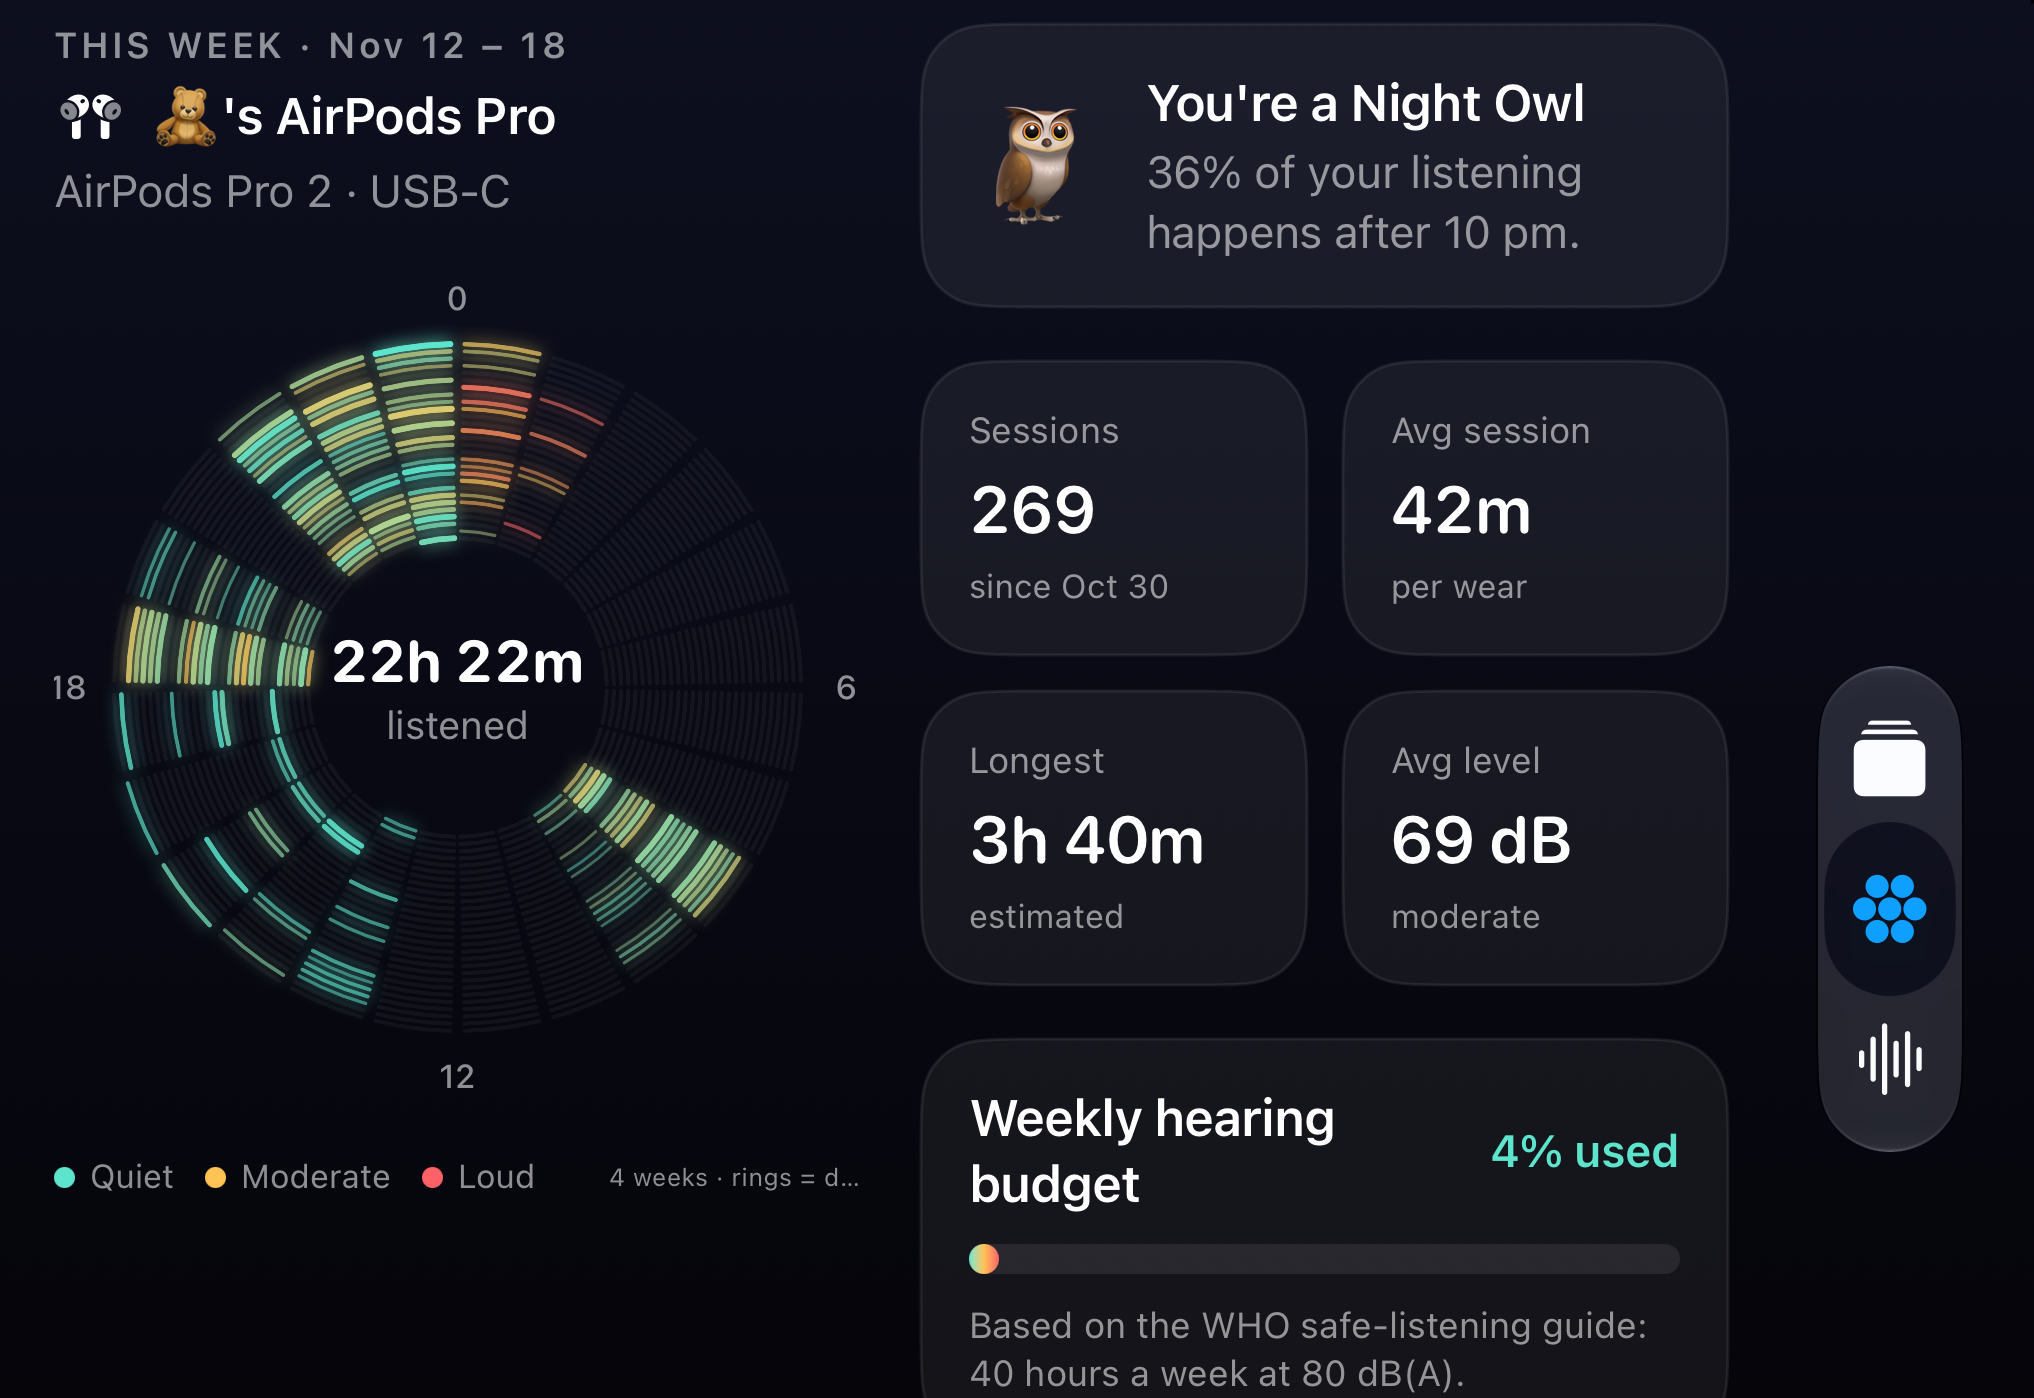 THIS WEEK · Nov 12 – 18
🧸's AirPods Pro
AirPods Pro 2 · USB-C
0
6
12
18
22h 22m
listened
Quiet
Moderate
Loud
4 weeks · rings = d...
You're a Night Owl
36% of your listening
happens after 10 pm.
Sessions
269
since Oct 30
Avg session
42m
per wear
Longest
3h 40m
estimated
Avg level
69 dB
moderate
Weekly hearing
budget
4% used
Based on the WHO safe-listening guide:
40 hours a week at 80 dB(A).